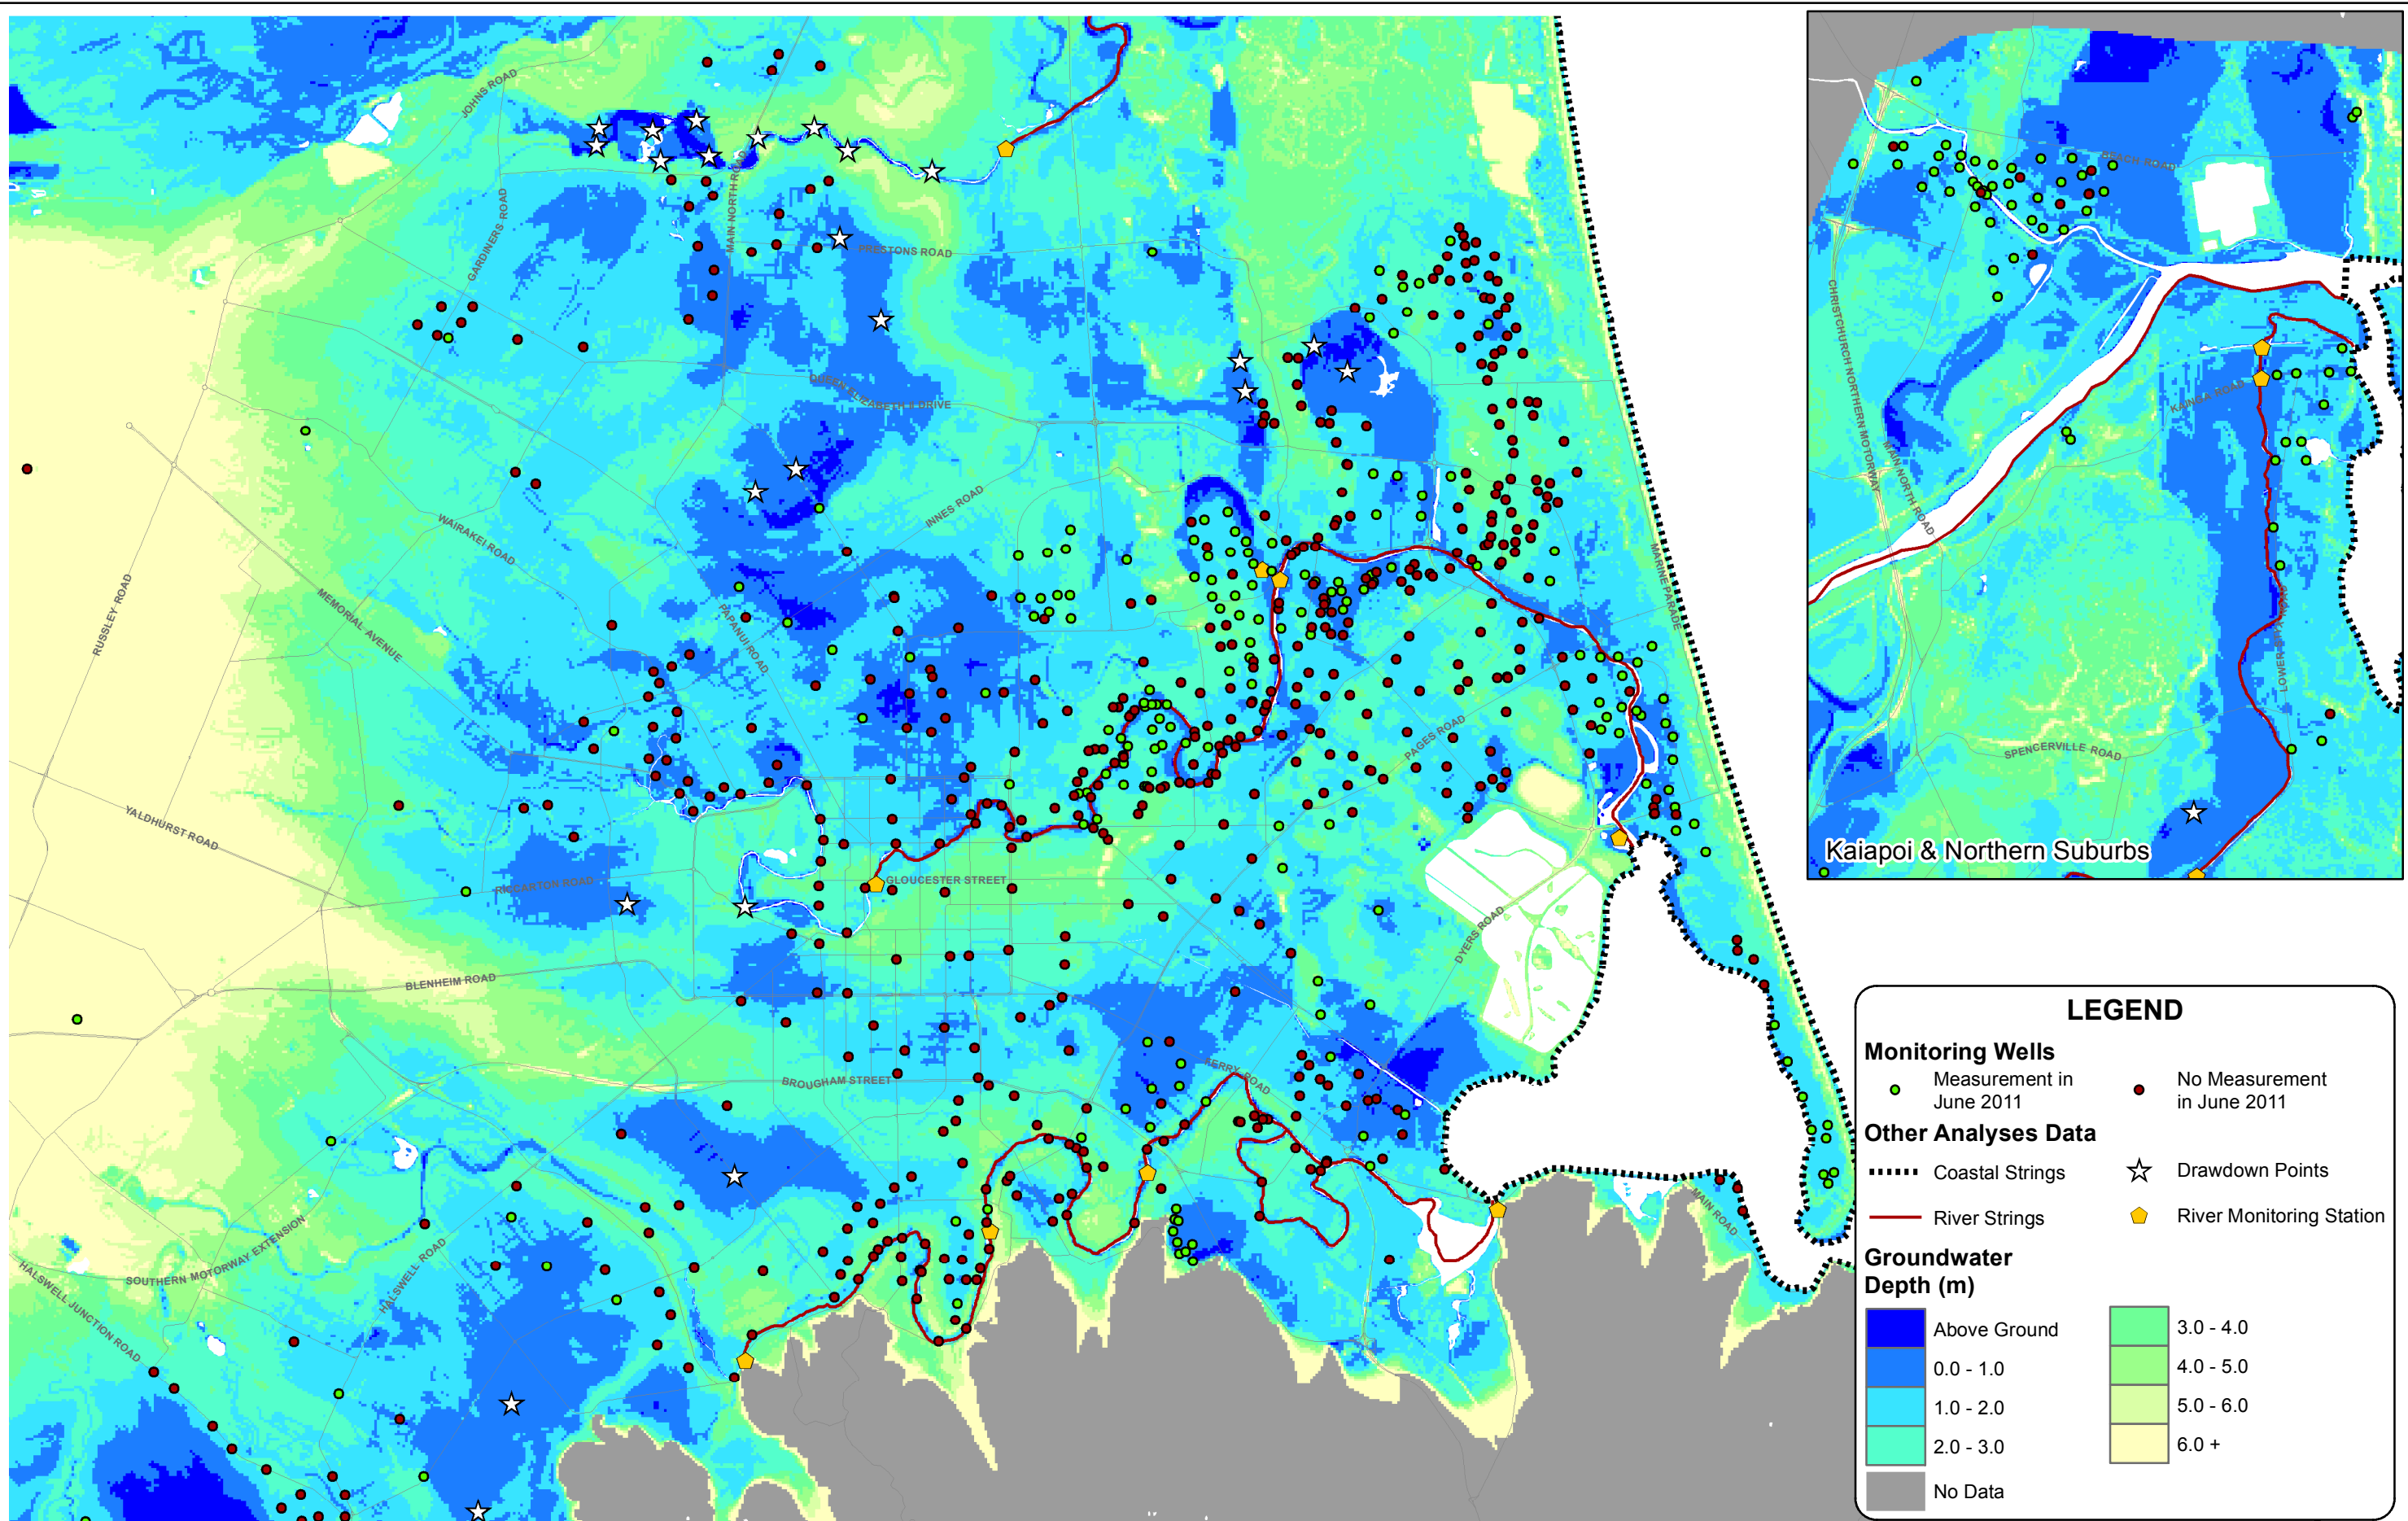 JOHNS ROAD
GARDINERS ROAD
MAIN NORTH ROAD
PRESTONS ROAD
QUEEN ELIZABETH II DRIVE
INNES ROAD
WAIRAKEI ROAD
MEMORIAL AVENUE
RUSSLEY ROAD
PAPANUI ROAD
MARINE PARADE
PAGES ROAD
YALDHURST ROAD
RICCARTON ROAD
GLOUCESTER STREET
DYERS ROAD
BLENHEIM ROAD
BROUGHAM STREET
FERRY ROAD
MAIN ROAD
SOUTHERN MOTORWAY EXTENSION
HALSWELL ROAD
HALSWELL JUNCTION ROAD
BEACH ROAD
CHRISTCHURCH NORTHERN MOTORWAY
MAIN NORTH ROAD
KAINGA ROAD
SPENCERVILLE ROAD
Kaiapoi & Northern Suburbs
LEGEND
Monitoring Wells
Measurement in
June 2011
No Measurement
in June 2011
Other Analyses Data
Coastal Strings
Drawdown Points
River Strings
River Monitoring Station
Groundwater
Depth (m)
Above Ground
0.0 - 1.0
1.0 - 2.0
2.0 - 3.0
No Data
3.0 - 4.0
4.0 - 5.0
5.0 - 6.0
6.0 +